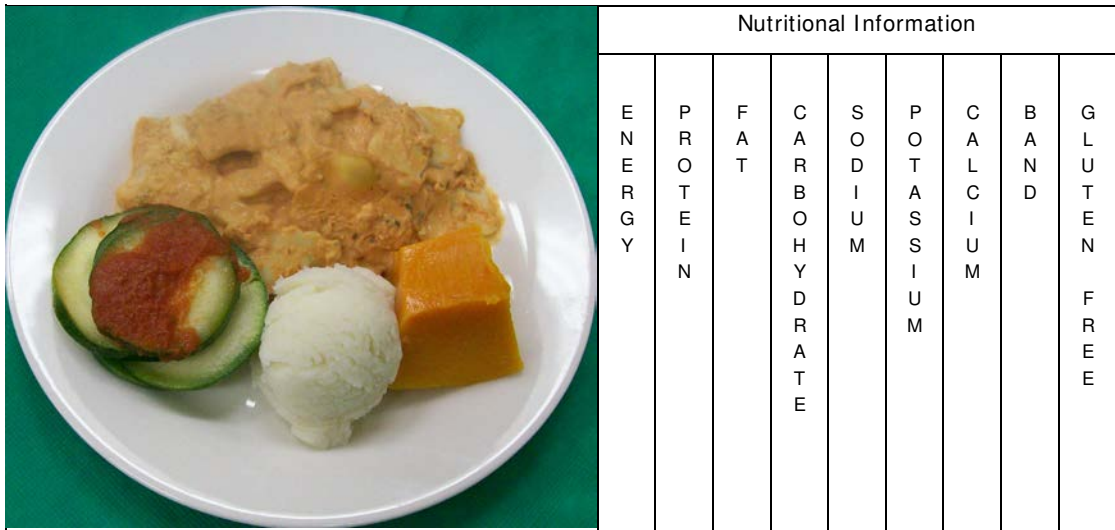 Nutritional Information
ENERGY
PROTEIN
FAT
CARBOHYDRATE
SODIUM
POTASSIUM
CALCIUM
BAND
GLUTEN FREE